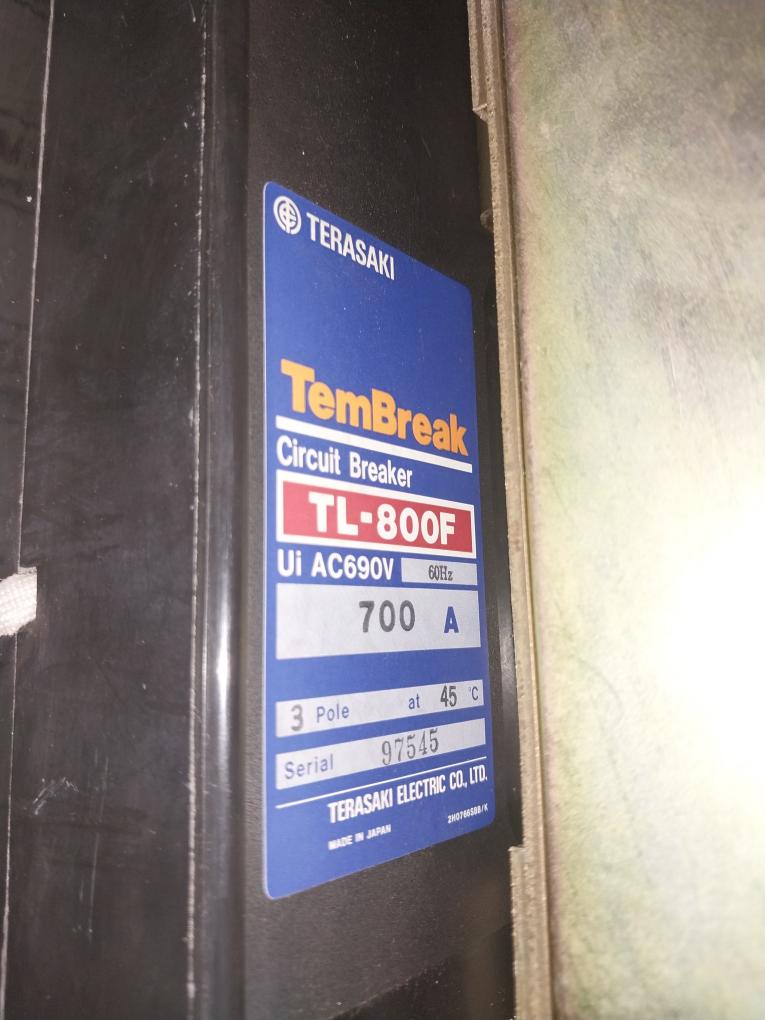 TERASAKI
TemBreak
Circuit Breaker
TL-800F
Ui AC690V 60Hz
700 A
3 Pole at 45 °C
Serial 97545
TERASAKI ELECTRIC CO., LTD.
MADE IN JAPAN 2H0766SBB/K